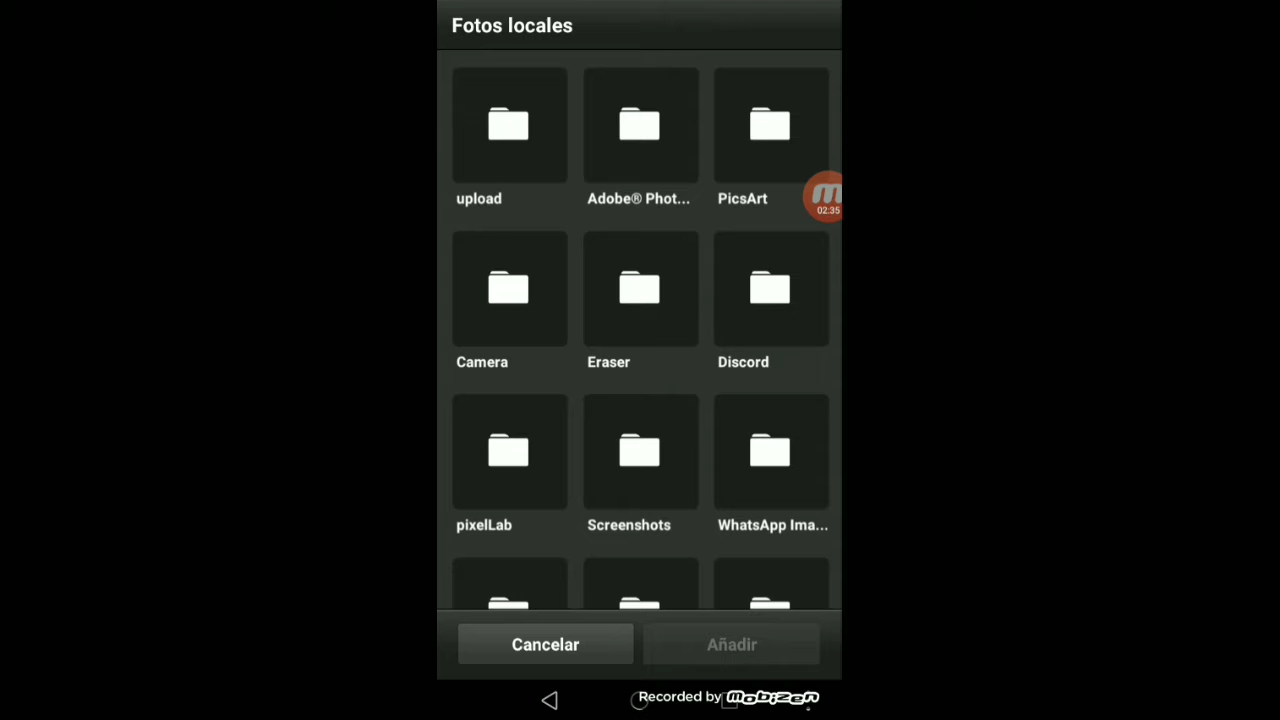 Fotos locales
upload
Adobe® Phot...
PicsArt
02:35
Camera
Eraser
Discord
pixelLab
Screenshots
WhatsApp Ima...
Cancelar
Añadir
Recorded by mobizen